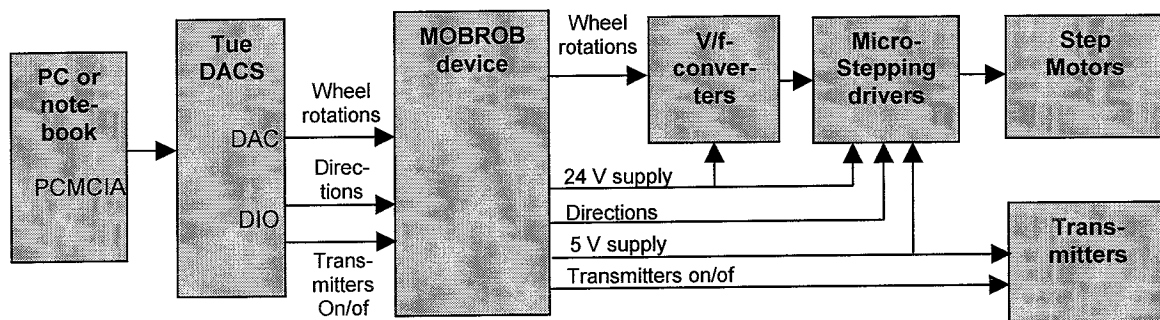 PC or
note-
book
PCMCIA
Tue
DACS
DAC
DIO
Wheel
rotations
Direc-
tions
Trans-
mitters
On/of
MOBROB
device
Wheel
rotations
24 V supply
Directions
5 V supply
Transmitters on/of
V/f-
conver-
ters
Micro-
Stepping
drivers
Step
Motors
Trans-
mitters